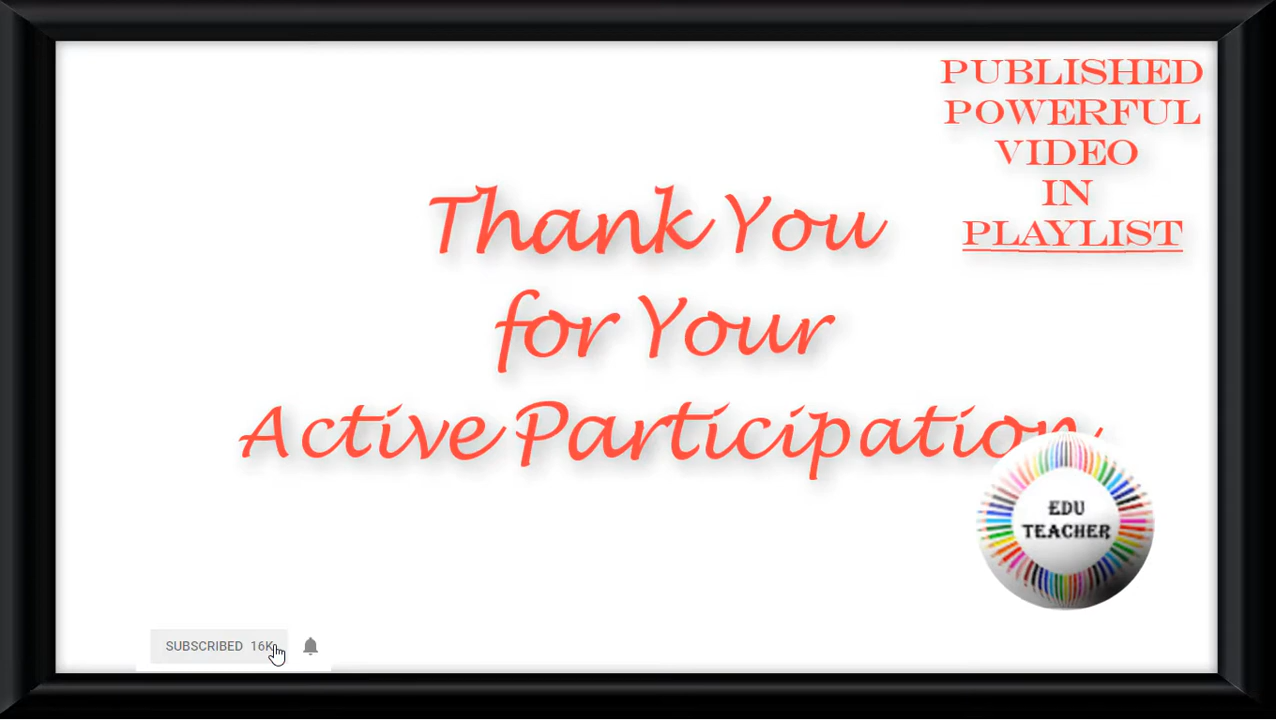 PUBLISHED
POWERFUL
VIDEO
IN
PLAYLIST
Thank You
for Your
Active Participation
EDU
TEACHER
SUBSCRIBED 16K